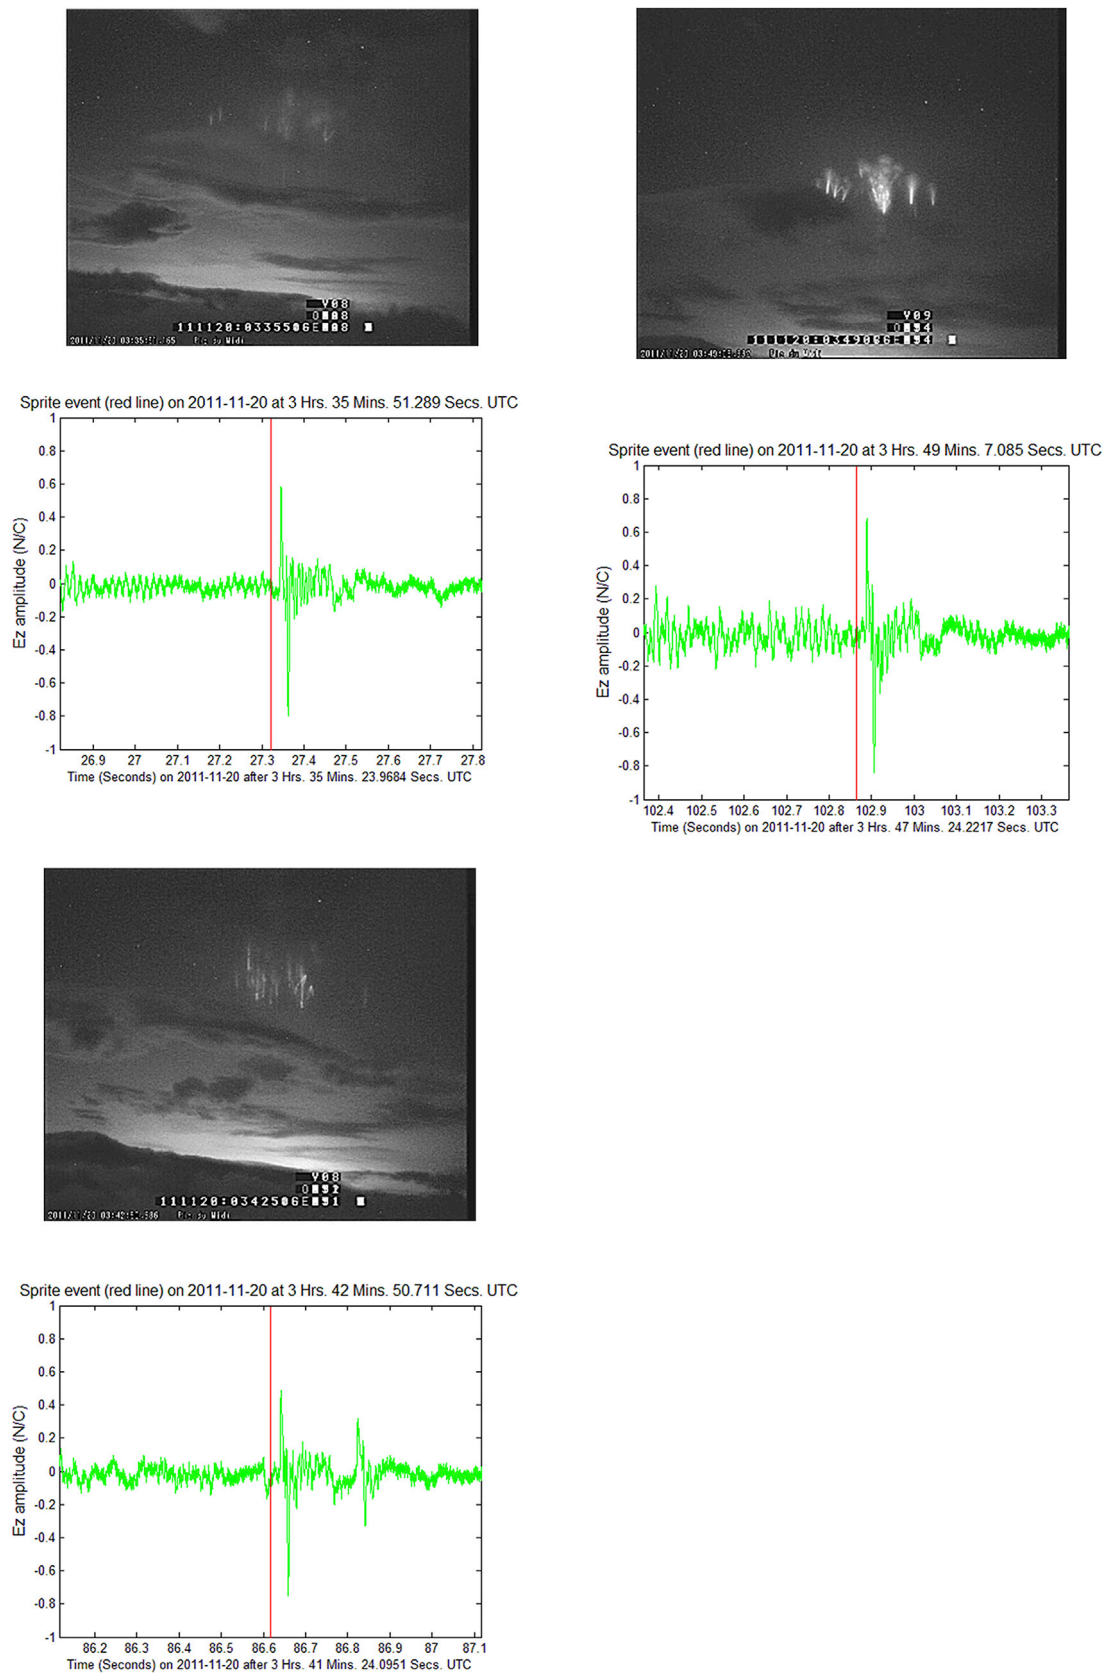 V08
111120:0335506E
Pic du Midi
Sprite event (red line) on 2011-11-20 at 3 Hrs. 35 Mins. 51.289 Secs. UTC
1
0.8
0.6
0.4
0.2
0
-0.2
-0.4
-0.6
-0.8
-1
Ez amplitude (N/C)
26.9 27 27.1 27.2 27.3 27.4 27.5 27.6 27.7 27.8
Time (Seconds) on 2011-11-20 after 3 Hrs. 35 Mins. 23.9684 Secs. UTC
V09
Sprite event (red line) on 2011-11-20 at 3 Hrs. 49 Mins. 7.085 Secs. UTC
1
0.8
0.6
0.4
0.2
0
-0.2
-0.4
-0.6
-0.8
-1
Ez amplitude (N/C)
102.4 102.5 102.6 102.7 102.8 102.9 103 103.1 103.2 103.3
Time (Seconds) on 2011-11-20 after 3 Hrs. 47 Mins. 24.2217 Secs. UTC
V08
111120:0342506E
Pic du Midi
Sprite event (red line) on 2011-11-20 at 3 Hrs. 42 Mins. 50.711 Secs. UTC
1
0.8
0.6
0.4
0.2
0
-0.2
-0.4
-0.6
-0.8
-1
Ez amplitude (N/C)
86.2 86.3 86.4 86.5 86.6 86.7 86.8 86.9 87 87.1
Time (Seconds) on 2011-11-20 after 3 Hrs. 41 Mins. 24.0951 Secs. UTC